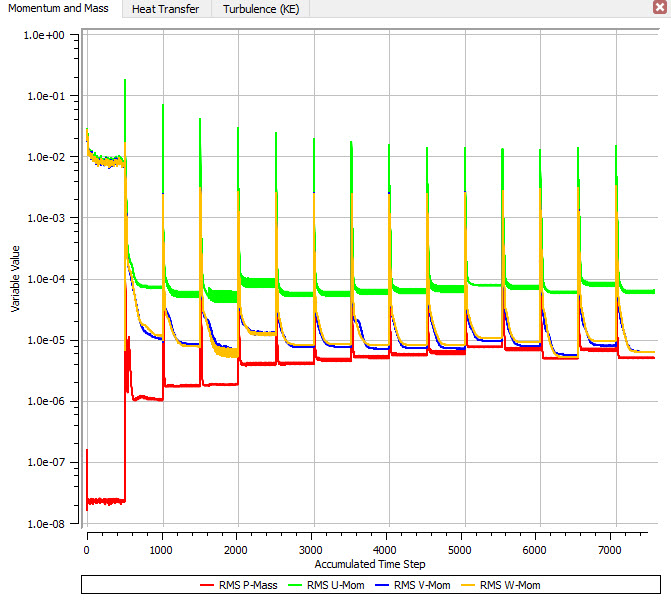 Momentum and Mass Heat Transfer Turbulence (KE)
1.0e+00
1.0e-01
1.0e-02
1.0e-03
1.0e-04
1.0e-05
1.0e-06
1.0e-07
1.0e-08
Variable Value
0 1000 2000 3000 4000 5000 6000 7000
Accumulated Time Step
RMS P-Mass RMS U-Mom RMS V-Mom RMS W-Mom